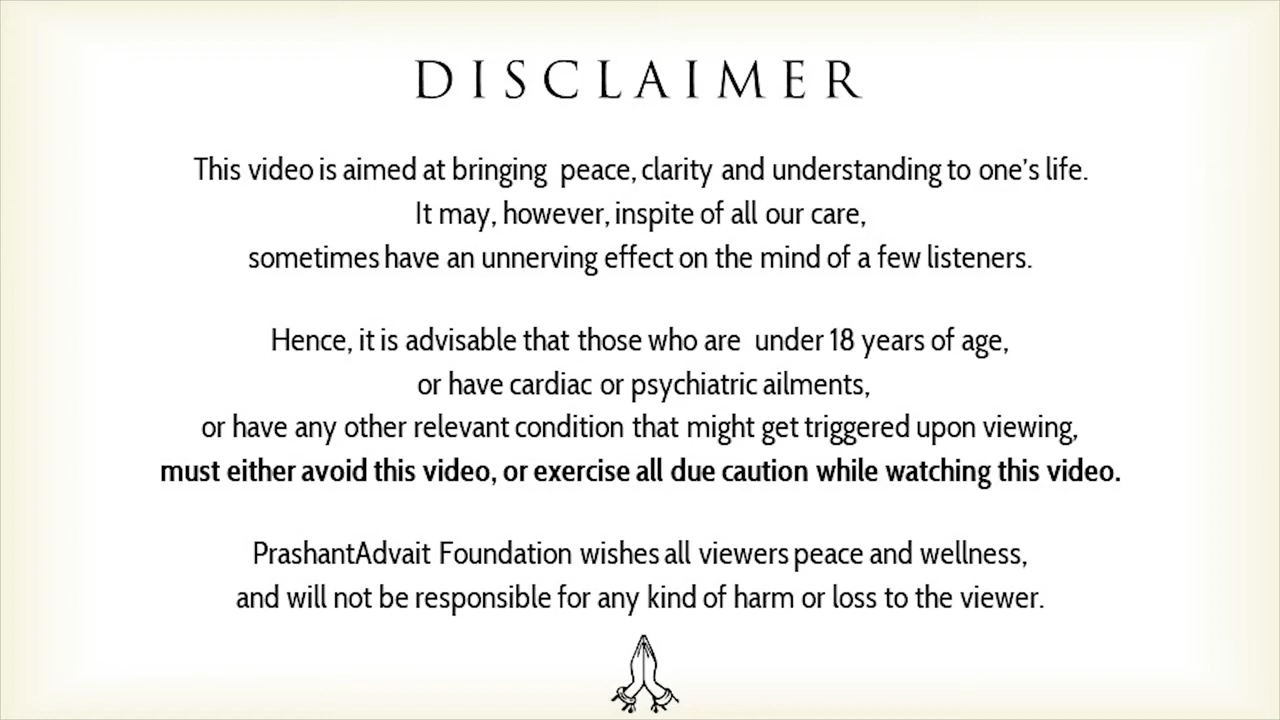 DISCLAIMER
This video is aimed at bringing peace, clarity and understanding to one's life.
It may, however, inspite of all our care,
sometimes have an unnerving effect on the mind of a few listeners.
Hence, it is advisable that those who are under 18 years of age,
or have cardiac or psychiatric ailments,
or have any other relevant condition that might get triggered upon viewing,
must either avoid this video, or exercise all due caution while watching this video.
PrashantAdvait Foundation wishes all viewers peace and wellness,
and will not be responsible for any kind of harm or loss to the viewer.